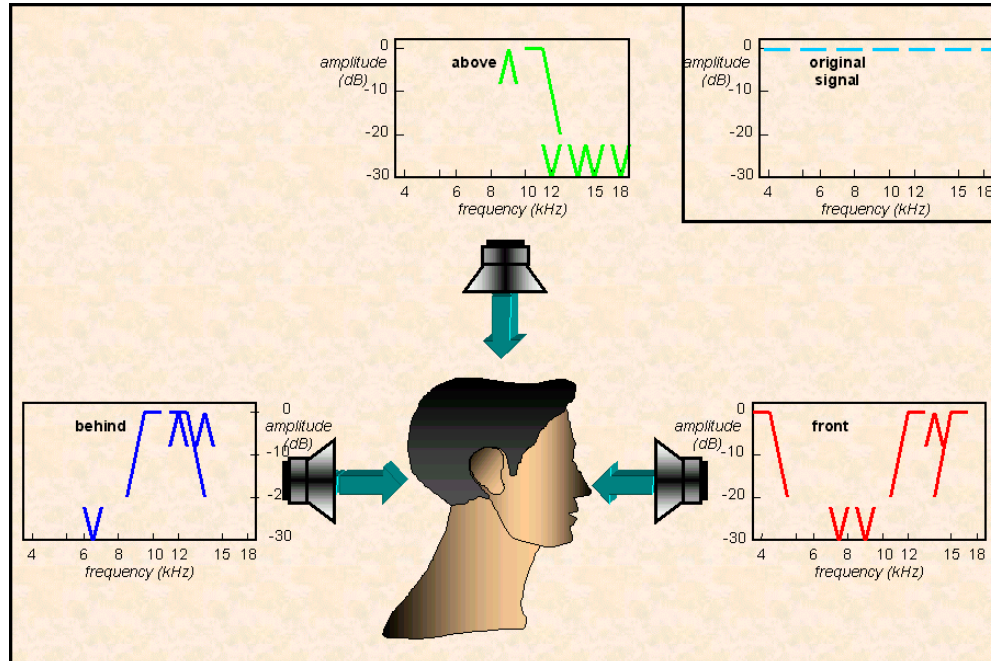 0
amplitude
(dB)
above
-10
-20
-30
4 6 8 10 12 15 18
frequency (kHz)
0
amplitude
(dB)
original
signal
-10
-20
-30
4 6 8 10 12 15 18
frequency (kHz)
behind
0
amplitude
(dB)
-10
-20
-30
4 6 8 10 12 15 18
frequency (kHz)
0
amplitude
(dB)
front
-10
-20
-30
4 6 8 10 12 15 18
frequency (kHz)